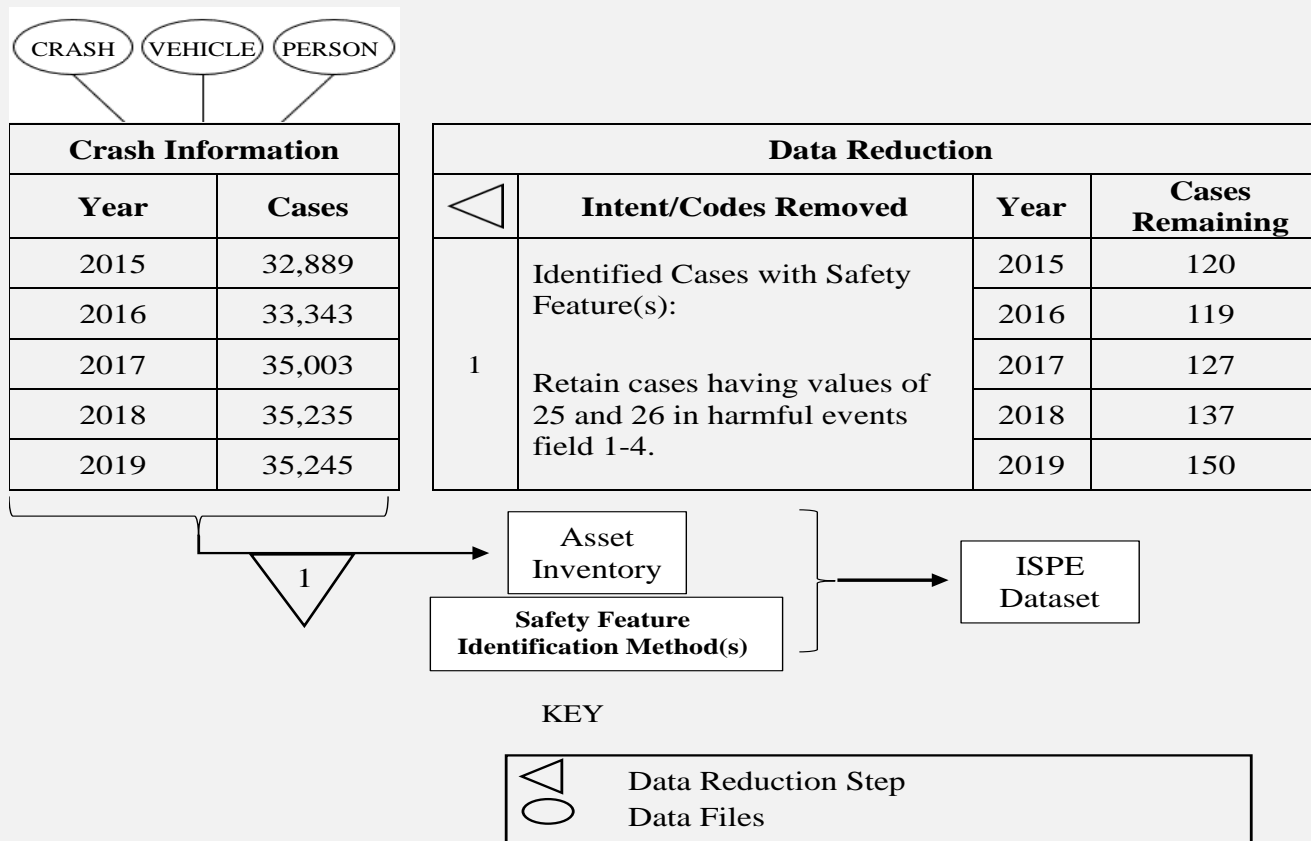 CRASH VEHICLE PERSON
Crash Information
Year Cases
2015 32,889
2016 33,343
2017 35,003
2018 35,235
2019 35,245
Data Reduction
Intent/Codes Removed Year Cases
Remaining
1
Identified Cases with Safety
Feature(s):
Retain cases having values of
25 and 26 in harmful events
field 1-4.
2015 120
2016 119
2017 127
2018 137
2019 150
1
Asset
Inventory
Safety Feature
Identification Method(s)
ISPE
Dataset
KEY
Data Reduction Step
Data Files